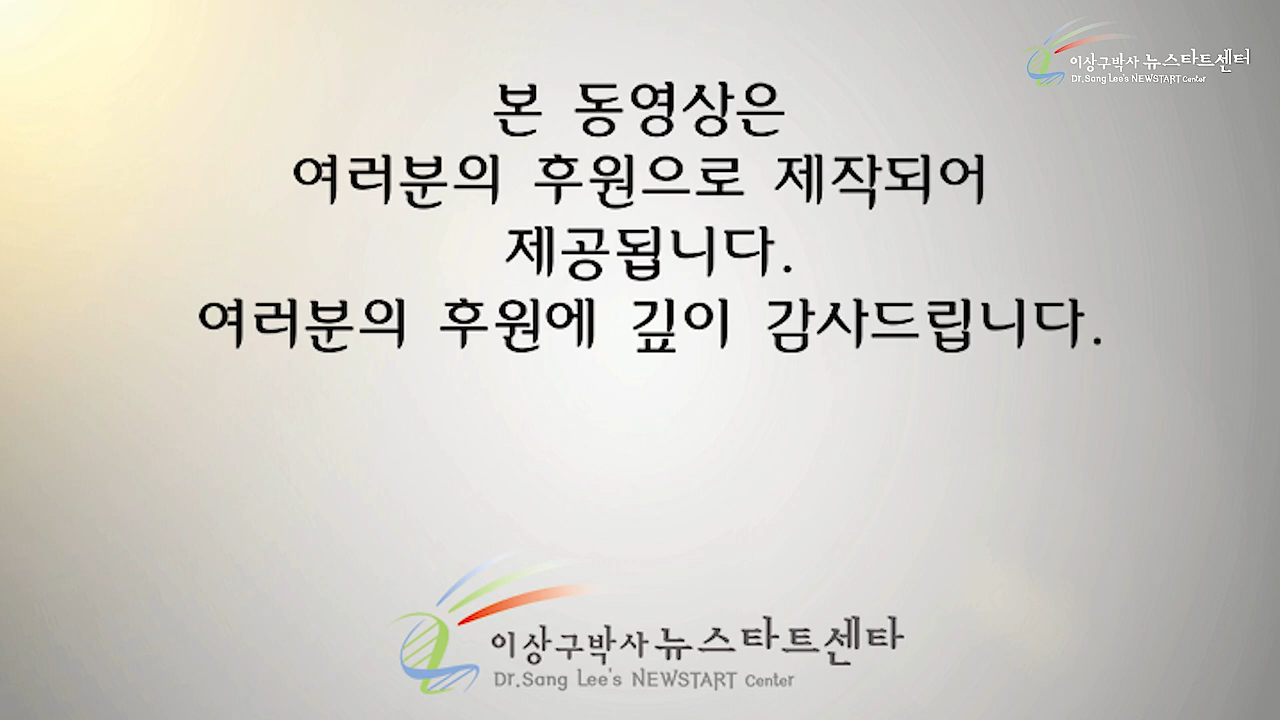 이상구박사 뉴스타트센터
Dr.Sang Lee's NEWSTART Center
본 동영상은
여러분의 후원으로 제작되어
제공됩니다.
여러분의 후원에 깊이 감사드립니다.
이상구박사 뉴스타트센타
Dr.Sang Lee's NEWSTART Center